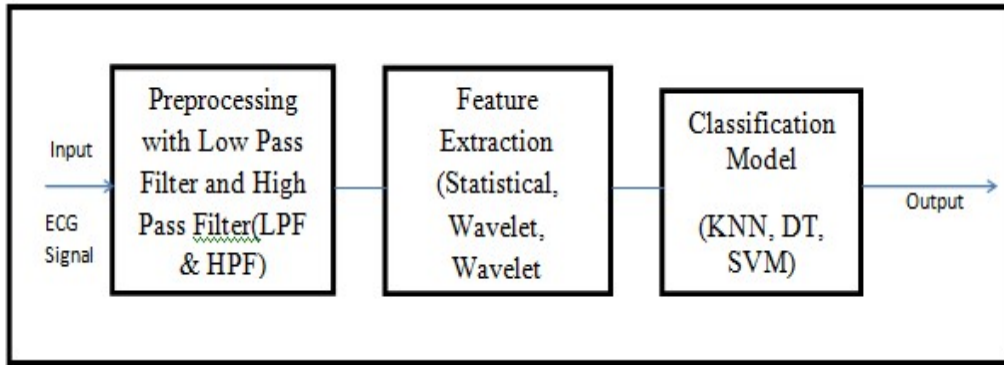 Input
ECG
Signal
Preprocessing
with Low Pass
Filter and High
Pass Filter(LPF
& HPF)
Feature
Extraction
(Statistical,
Wavelet,
Wavelet
Classification
Model
(KNN, DT,
SVM)
Output